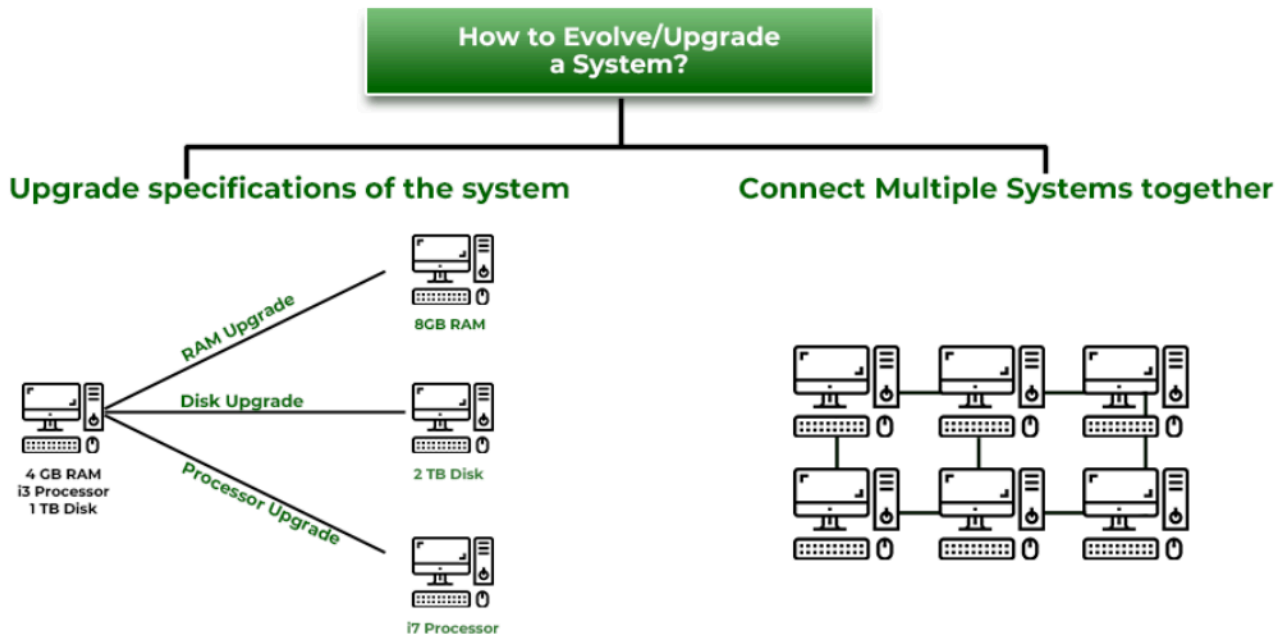 How to Evolve/Upgrade
a System?
Upgrade specifications of the system
Connect Multiple Systems together
RAM Upgrade
8GB RAM
Disk Upgrade
4 GB RAM
i3 Processor
1 TB Disk
2 TB Disk
Processor Upgrade
i7 Processor